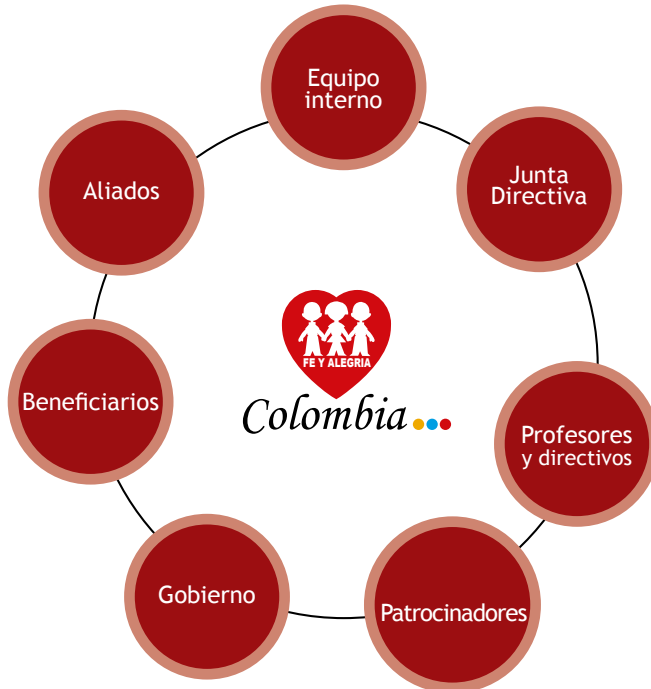 Equipo
interno
Junta
Directiva
Profesores
y directivos
Patrocinadores
Gobierno
Beneficiarios
Aliados
FE Y ALEGRIA
Colombia